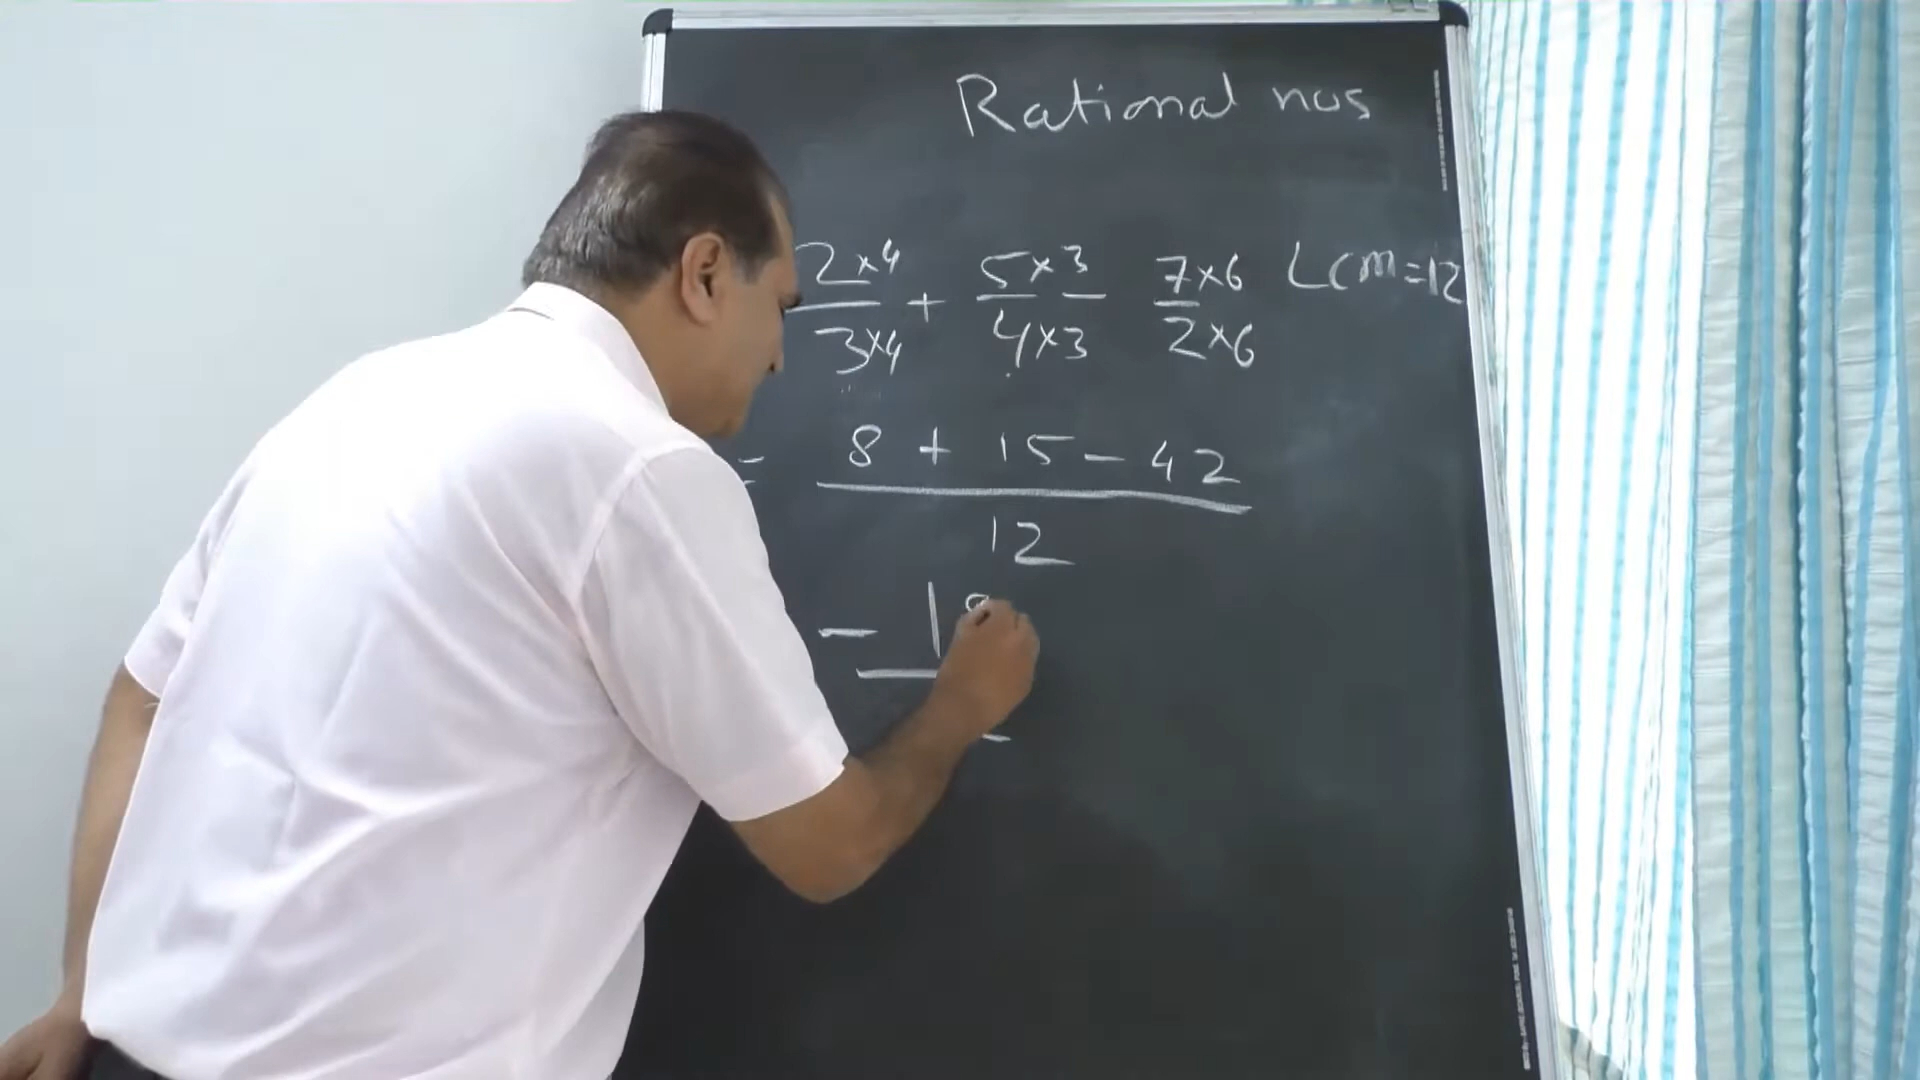 Rational nos
2×4 + 5×3 — 7×6 LCM=12
3×4 4×3 2×6
= 8 + 15 – 42
12
– 19